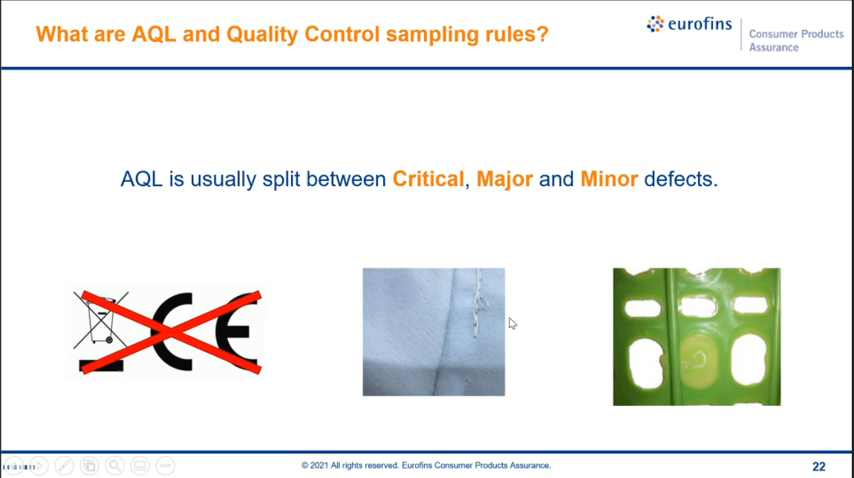 What are AQL and Quality Control sampling rules?
eurofins
Consumer Products
Assurance
AQL is usually split between Critical, Major and Minor defects.
CE
© 2021 All rights reserved. Eurofins Consumer Products Assurance.
22